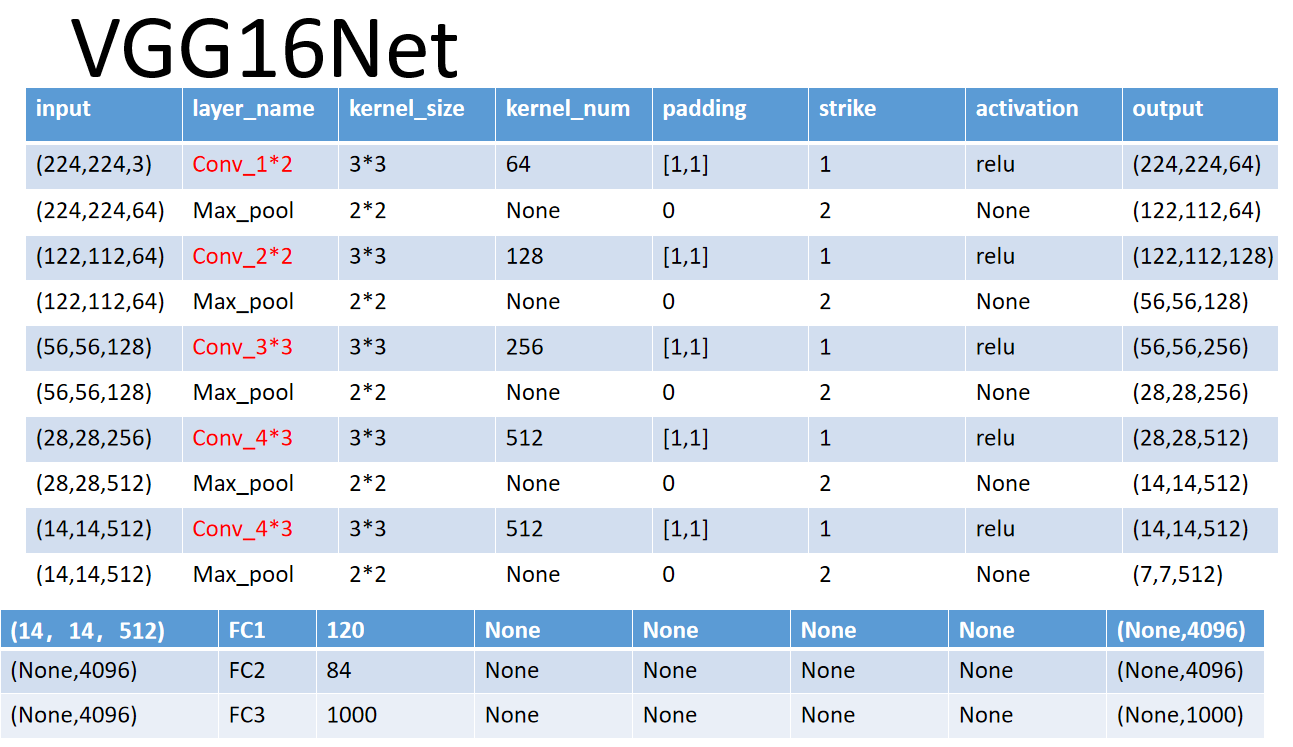 VGG16Net
input layer_name kernel_size kernel_num padding strike activation output
(224,224,3) Conv_1*2 3*3 64 [1,1] 1 relu (224,224,64)
(224,224,64) Max_pool 2*2 None 0 2 None (122,112,64)
(122,112,64) Conv_2*2 3*3 128 [1,1] 1 relu (122,112,128)
(122,112,64) Max_pool 2*2 None 0 2 None (56,56,128)
(56,56,128) Conv_3*3 3*3 256 [1,1] 1 relu (56,56,256)
(56,56,128) Max_pool 2*2 None 0 2 None (28,28,256)
(28,28,256) Conv_4*3 3*3 512 [1,1] 1 relu (28,28,512)
(28,28,512) Max_pool 2*2 None 0 2 None (14,14,512)
(14,14,512) Conv_4*3 3*3 512 [1,1] 1 relu (14,14,512)
(14,14,512) Max_pool 2*2 None 0 2 None (7,7,512)
(14，14，512) FC1 120 None None None None (None,4096)
(None,4096) FC2 84 None None None None (None,4096)
(None,4096) FC3 1000 None None None None (None,1000)